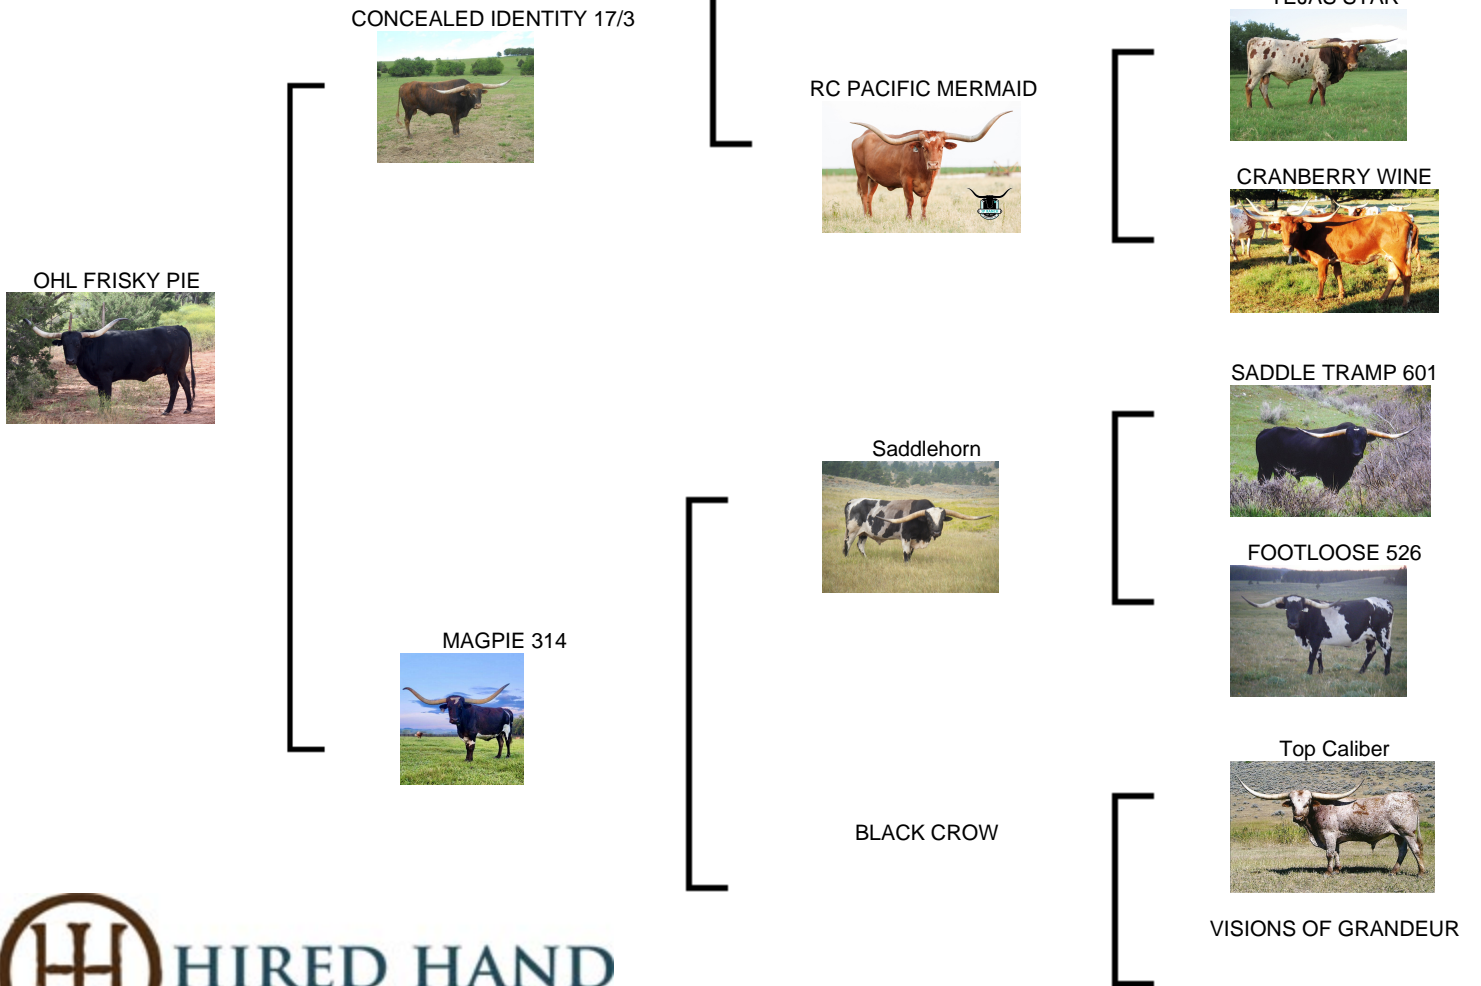 CONCEALED IDENTITY 17/3
RC PACIFIC MERMAID
CRANBERRY WINE
OHL FRISKY PIE
SADDLE TRAMP 601
Saddlehorn
FOOTLOOSE 526
MAGPIE 314
Top Caliber
BLACK CROW
VISIONS OF GRANDEUR
HIRED HAND